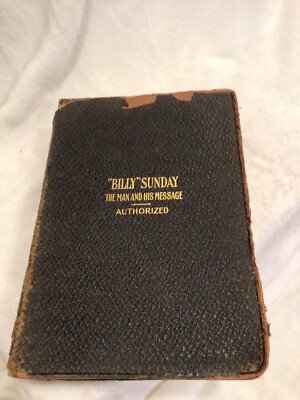 "BILLY" SUNDAY
THE MAN AND HIS MESSAGE
AUTHORIZED